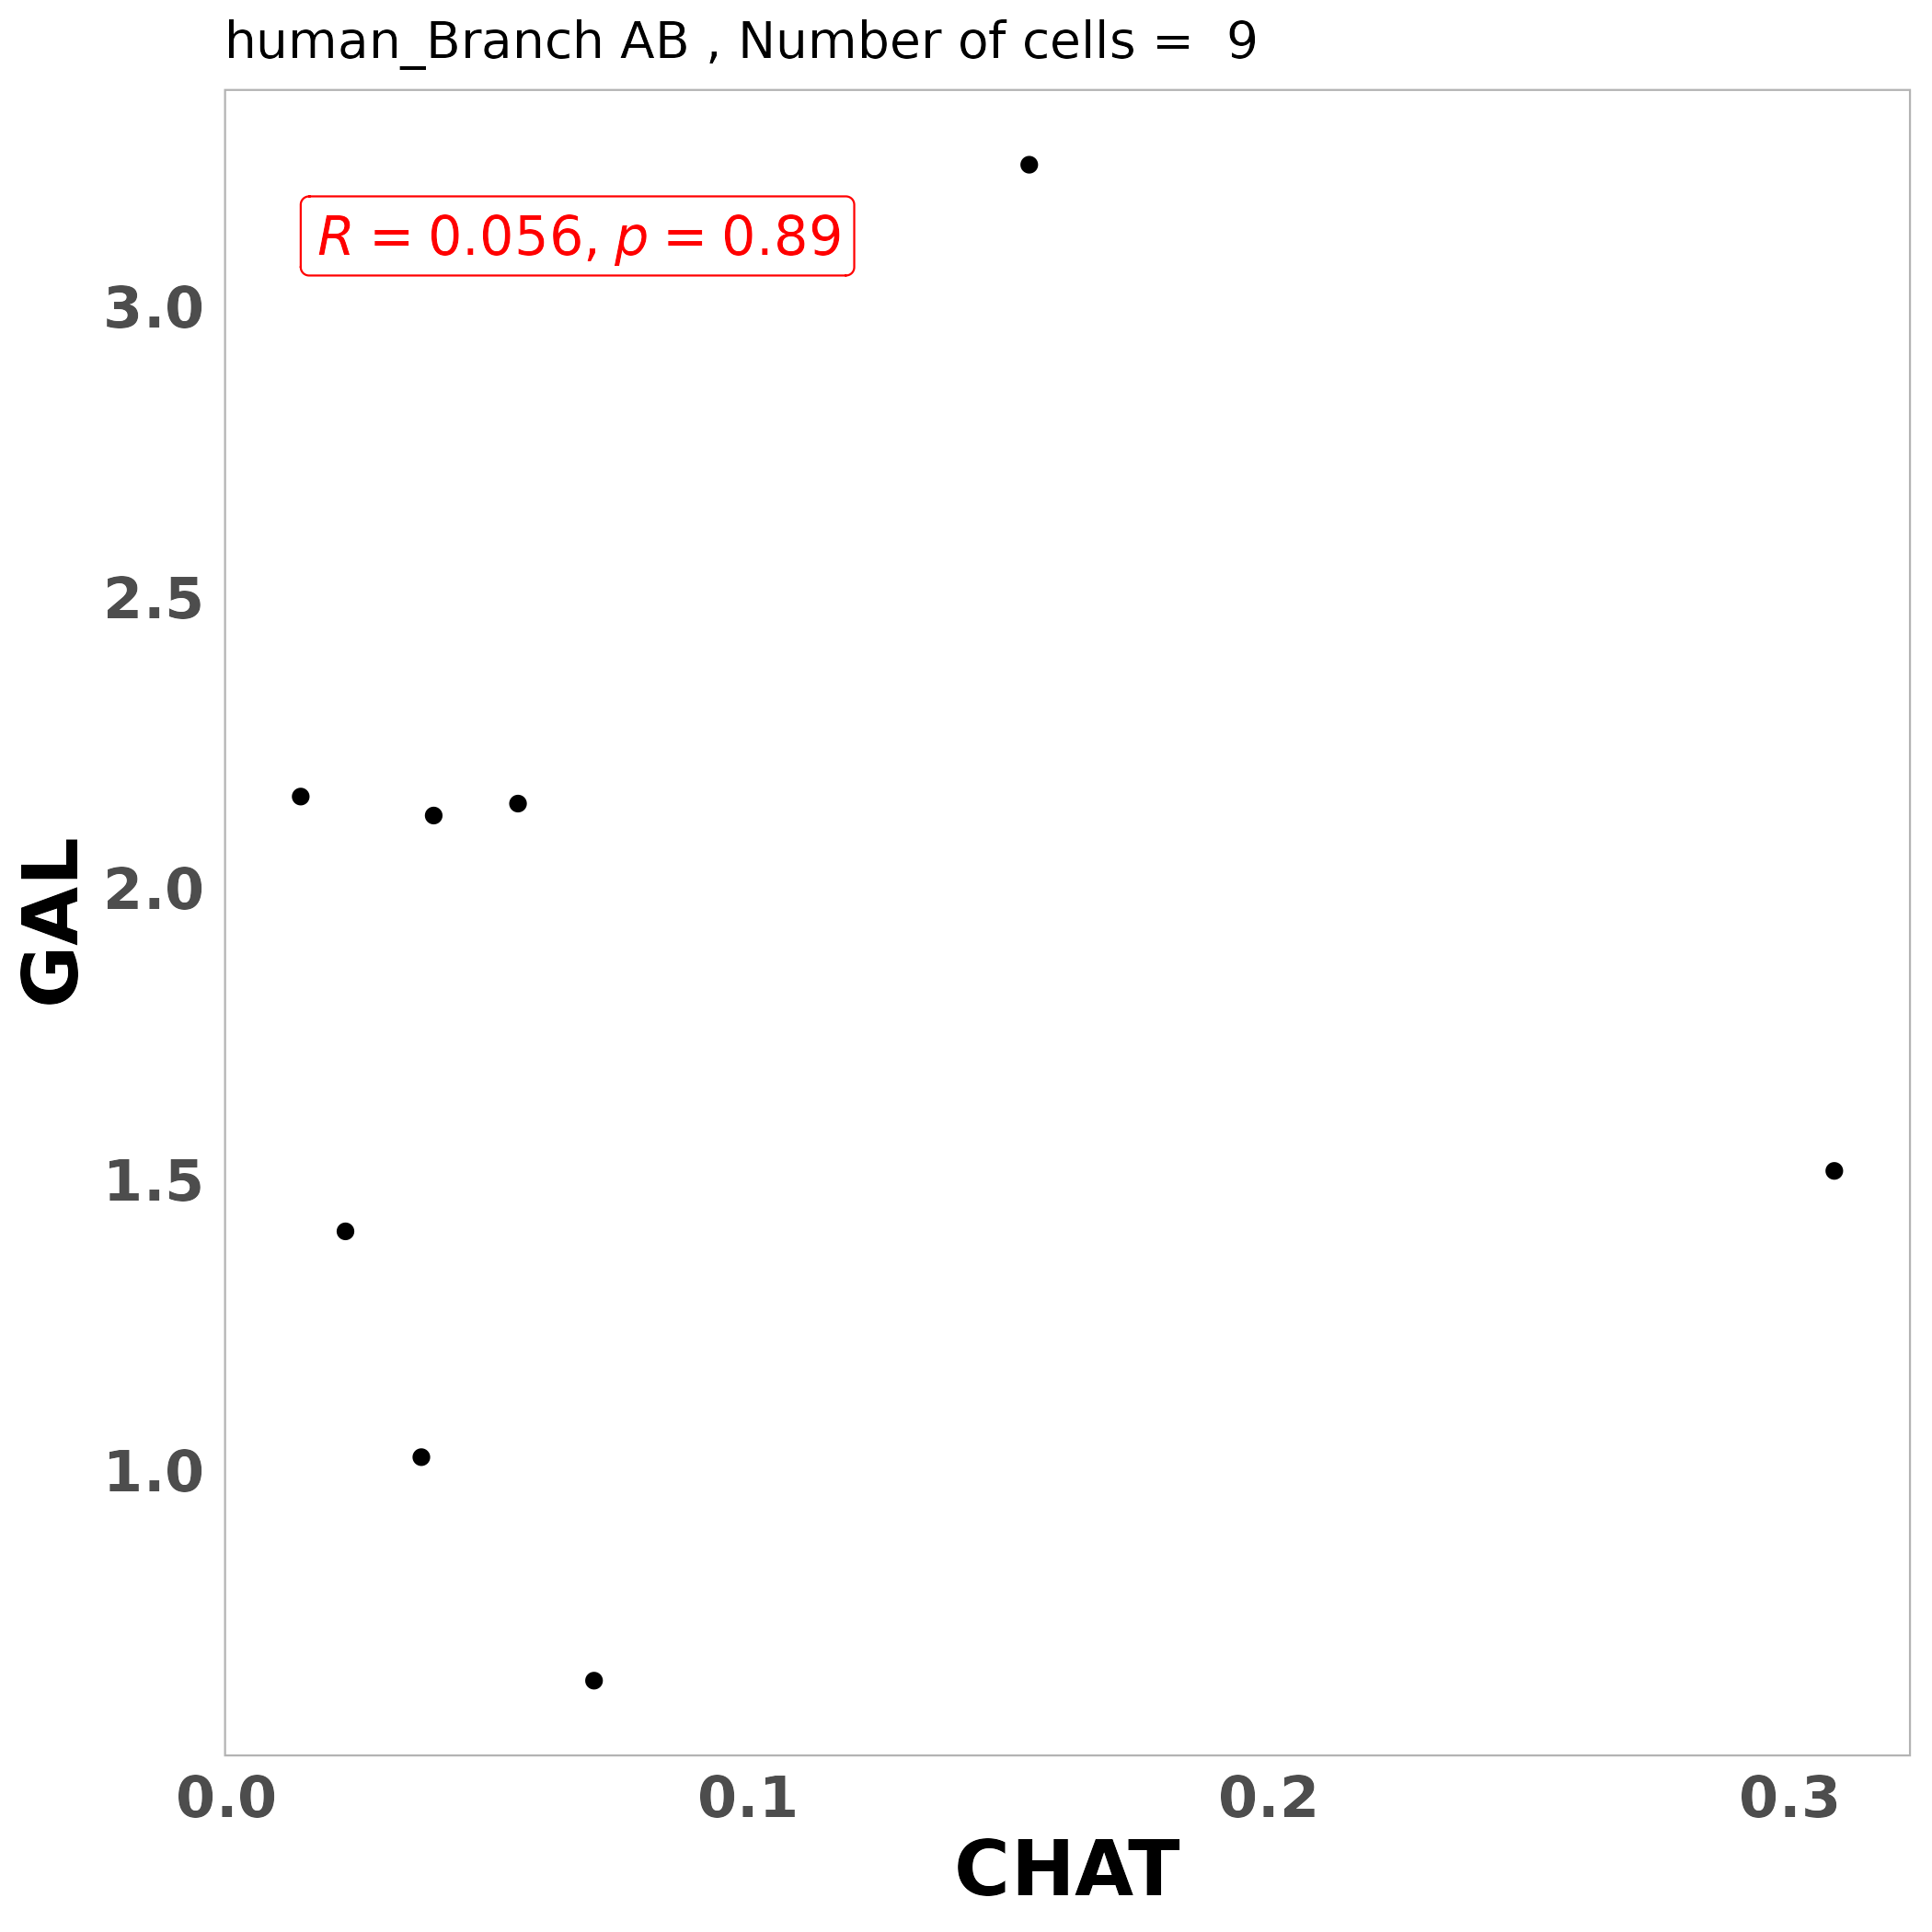 human_Branch AB , Number of cells =  9
R = 0.056, p = 0.89
3.0
2.5
2.0
1.5
1.0
GAL
0.0 0.1 0.2 0.3
CHAT